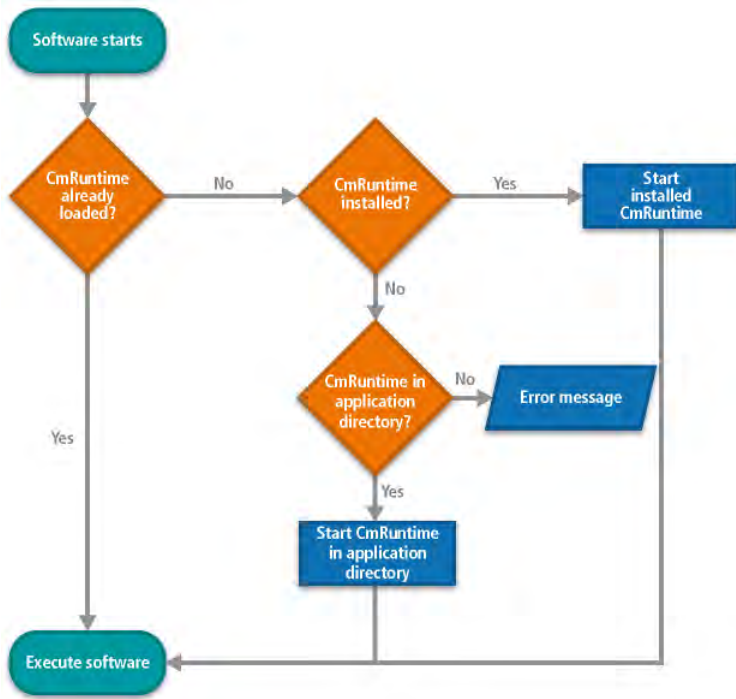 Software starts
CmRuntime
already
loaded?
No
CmRuntime
installed?
Yes
Start
installed
CmRuntime
No
CmRuntime in
application
directory?
No
Error message
Yes
Yes
Start CmRuntime
in application
directory
Execute software